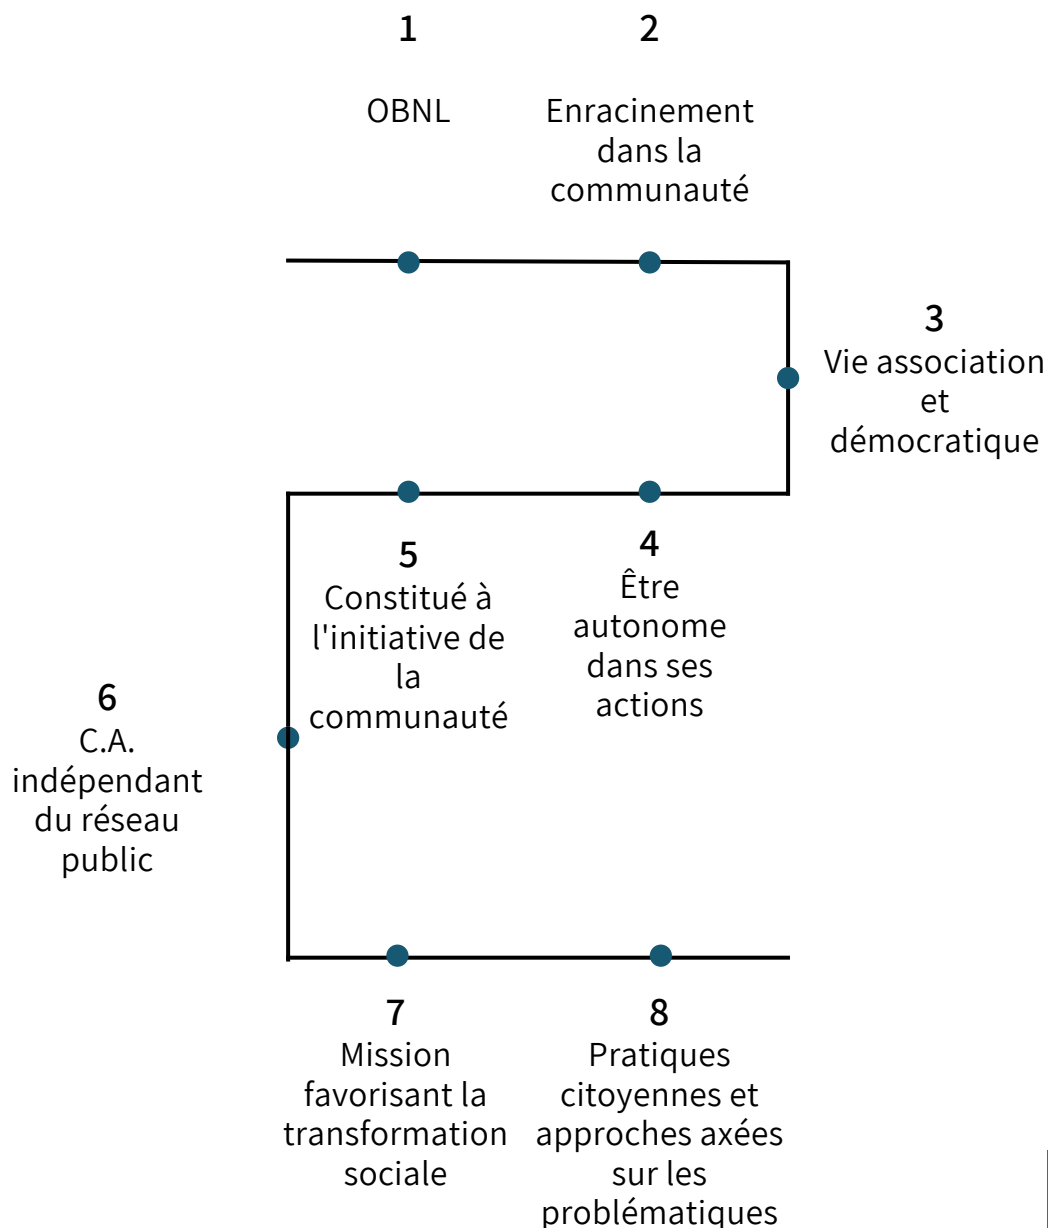 1
OBNL
2
Enracinement
dans la
communauté
3
Vie association
et
démocratique
4
Être
autonome
dans ses
actions
5
Constitué à
l'initiative de
la
communauté
6
C.A.
indépendant
du réseau
public
7
Mission
favorisant la
transformation
sociale
8
Pratiques
citoyennes et
approches axées
sur les
problématiques